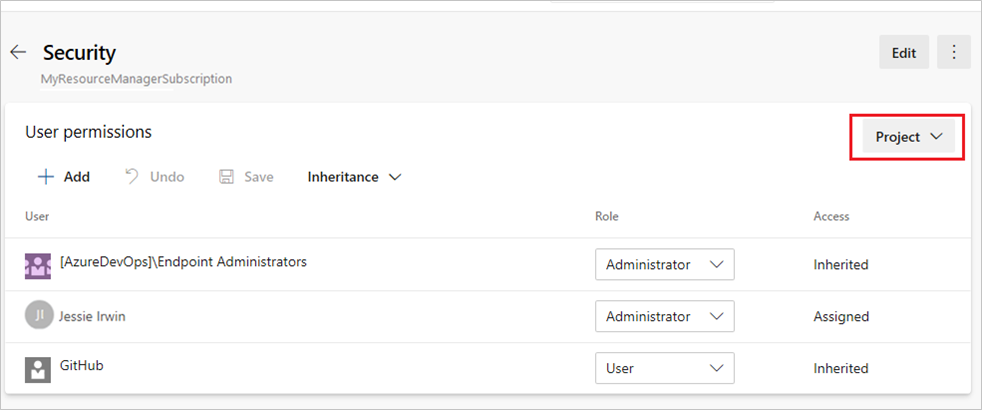 Security
Edit
MyResourceManagerSubscription
User permissions
Project
Add
Undo
Save
Inheritance
User
Role
Access
[AzureDevOps]\Endpoint Administrators
Administrator
Inherited
JI
Jessie Irwin
Administrator
Assigned
GitHub
User
Inherited